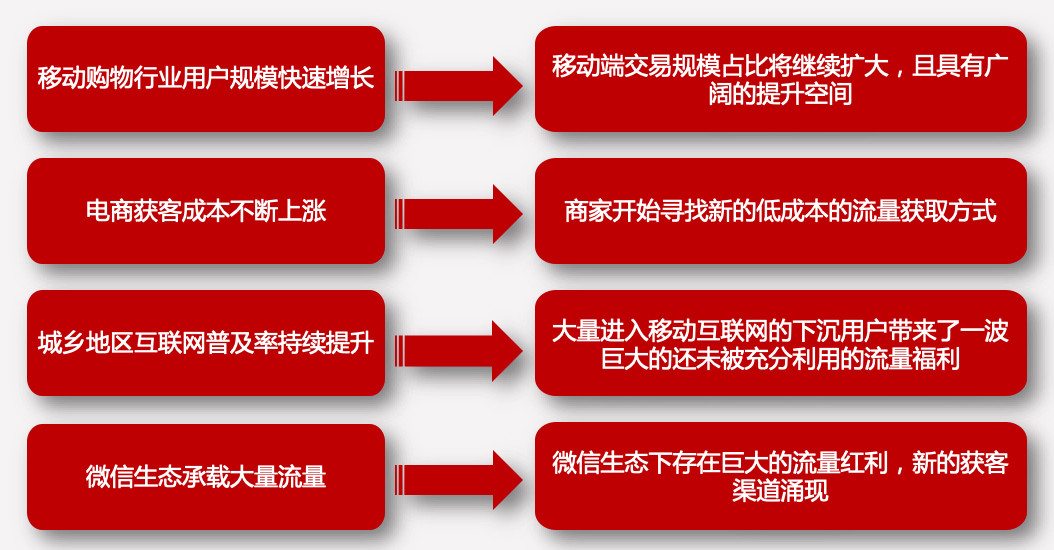 移动购物行业用户规模快速增长
移动端交易规模占比将继续扩大，且具有广
阔的提升空间
电商获客成本不断上涨
商家开始寻找新的低成本的流量获取方式
城乡地区互联网普及率持续提升
大量进入移动互联网的下沉用户带来了一波
巨大的还未被充分利用的流量福利
微信生态承载大量流量
微信生态下存在巨大的流量红利，新的获客
渠道涌现